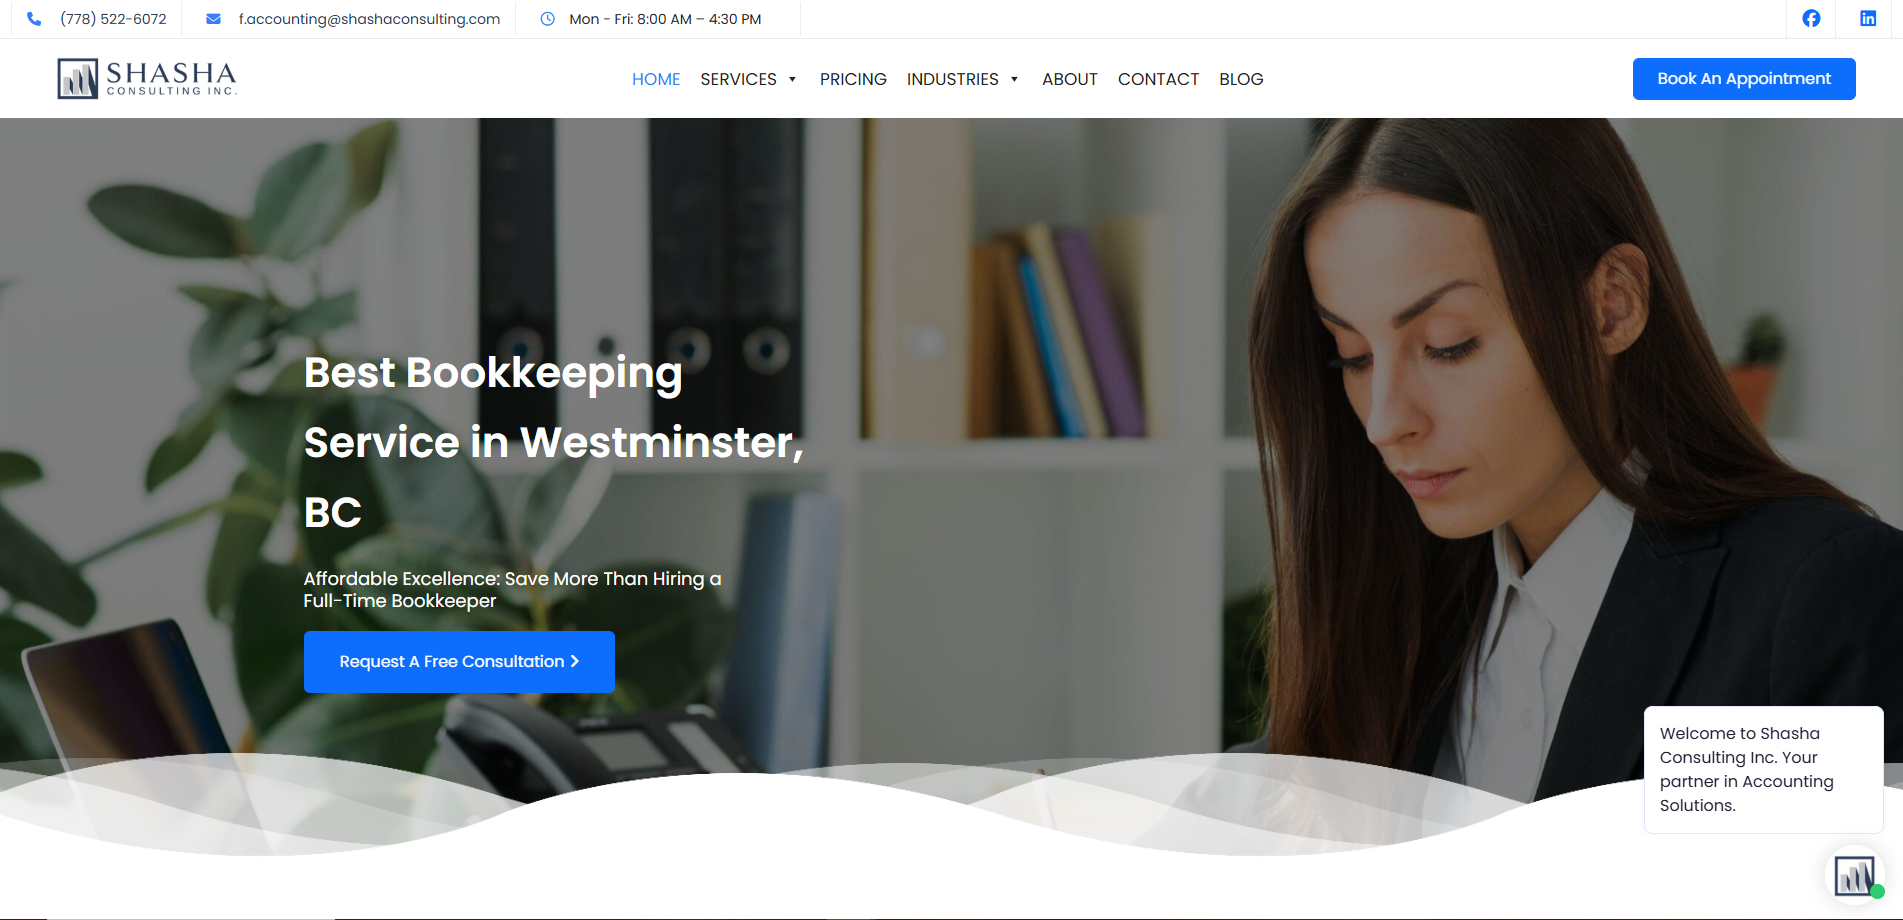 (778) 522-6072
f.accounting@shashaconsulting.com
Mon - Fri: 8:00 AM – 4:30 PM
SHASHA
CONSULTING INC.
HOME
SERVICES
PRICING
INDUSTRIES
ABOUT
CONTACT
BLOG
Book An Appointment
Best Bookkeeping
Service in Westminster,
BC
Affordable Excellence: Save More Than Hiring a
Full-Time Bookkeeper
Request A Free Consultation
Welcome to Shasha
Consulting Inc. Your
partner in Accounting
Solutions.